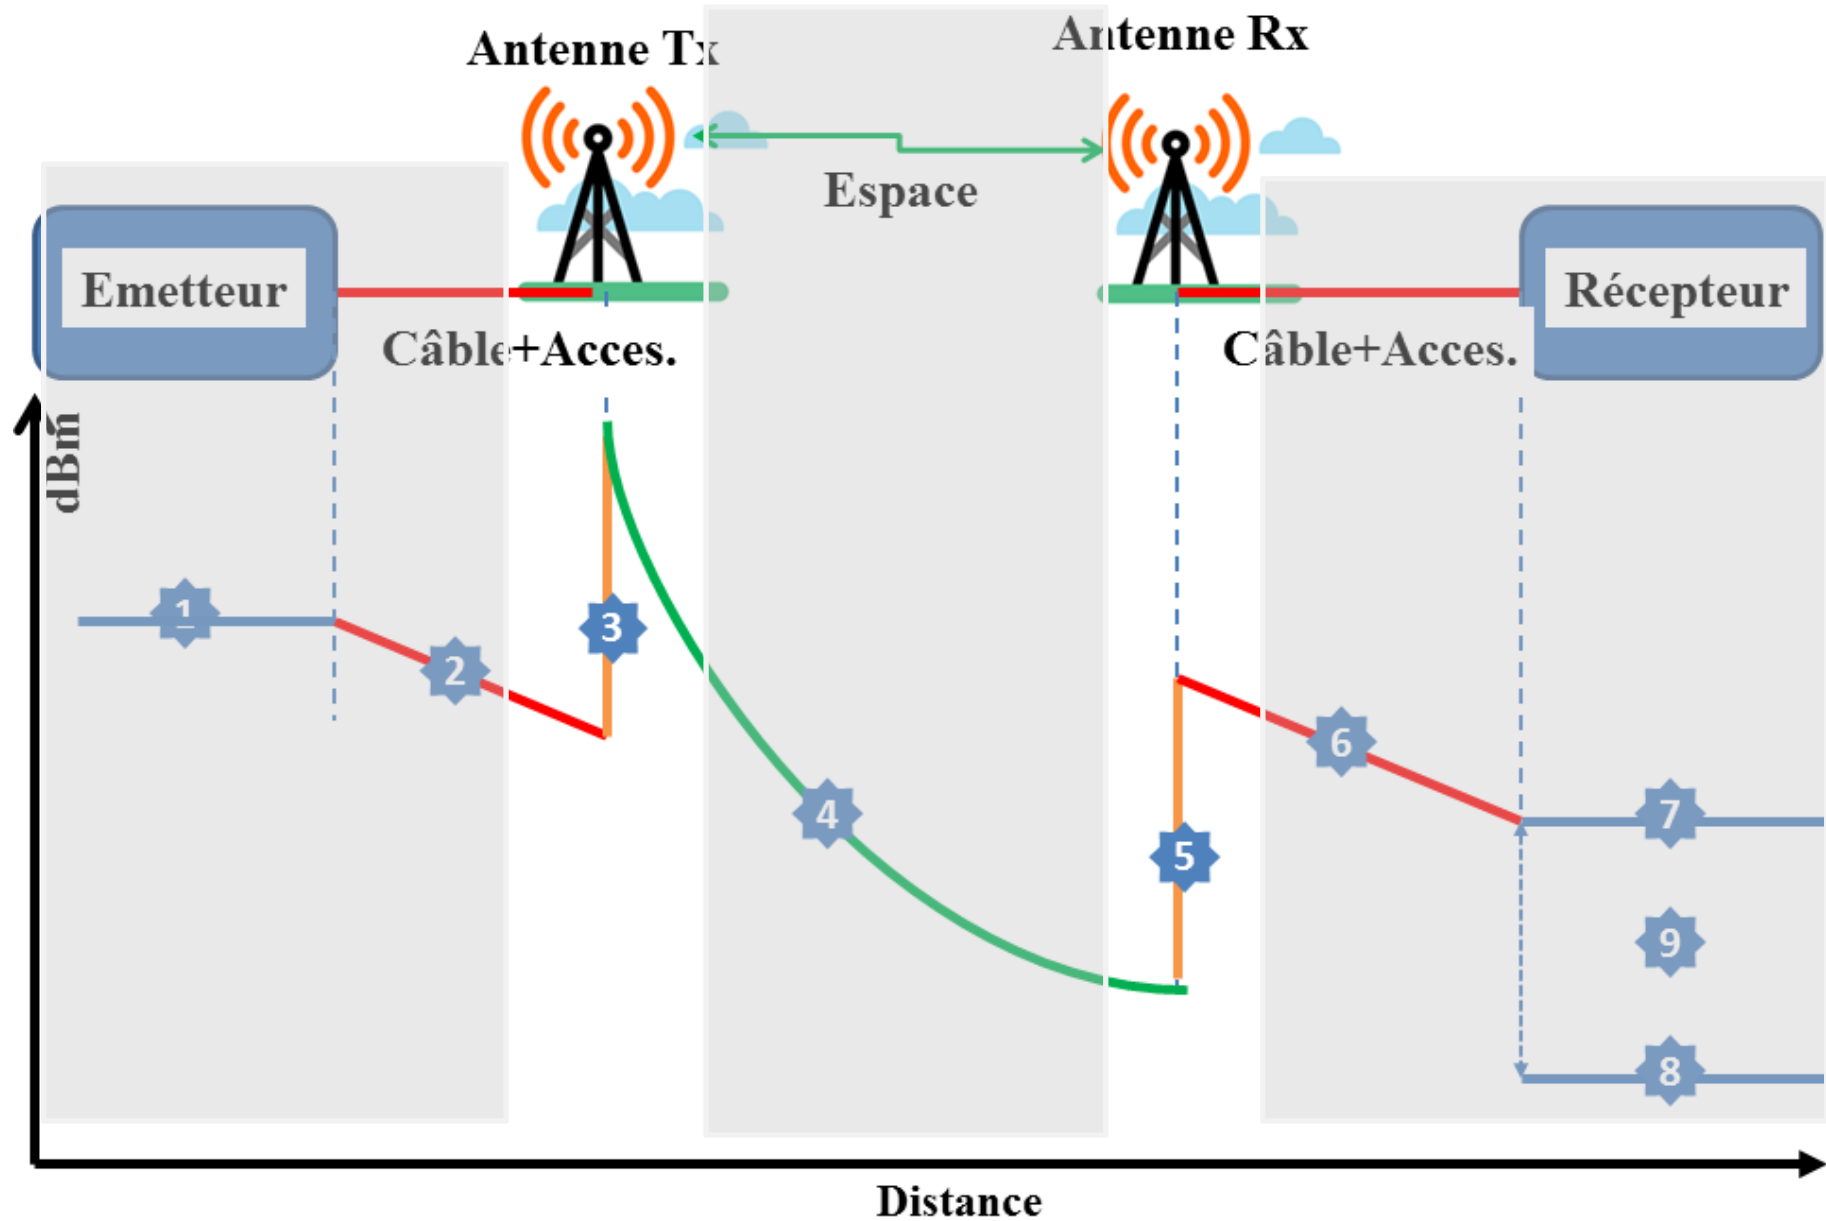 Antenne Tx
Antenne Rx
Espace
Emetteur
Récepteur
Câble+Acces.
Câble+Acces.
dBm
1
2
3
4
5
6
7
9
8
Distance